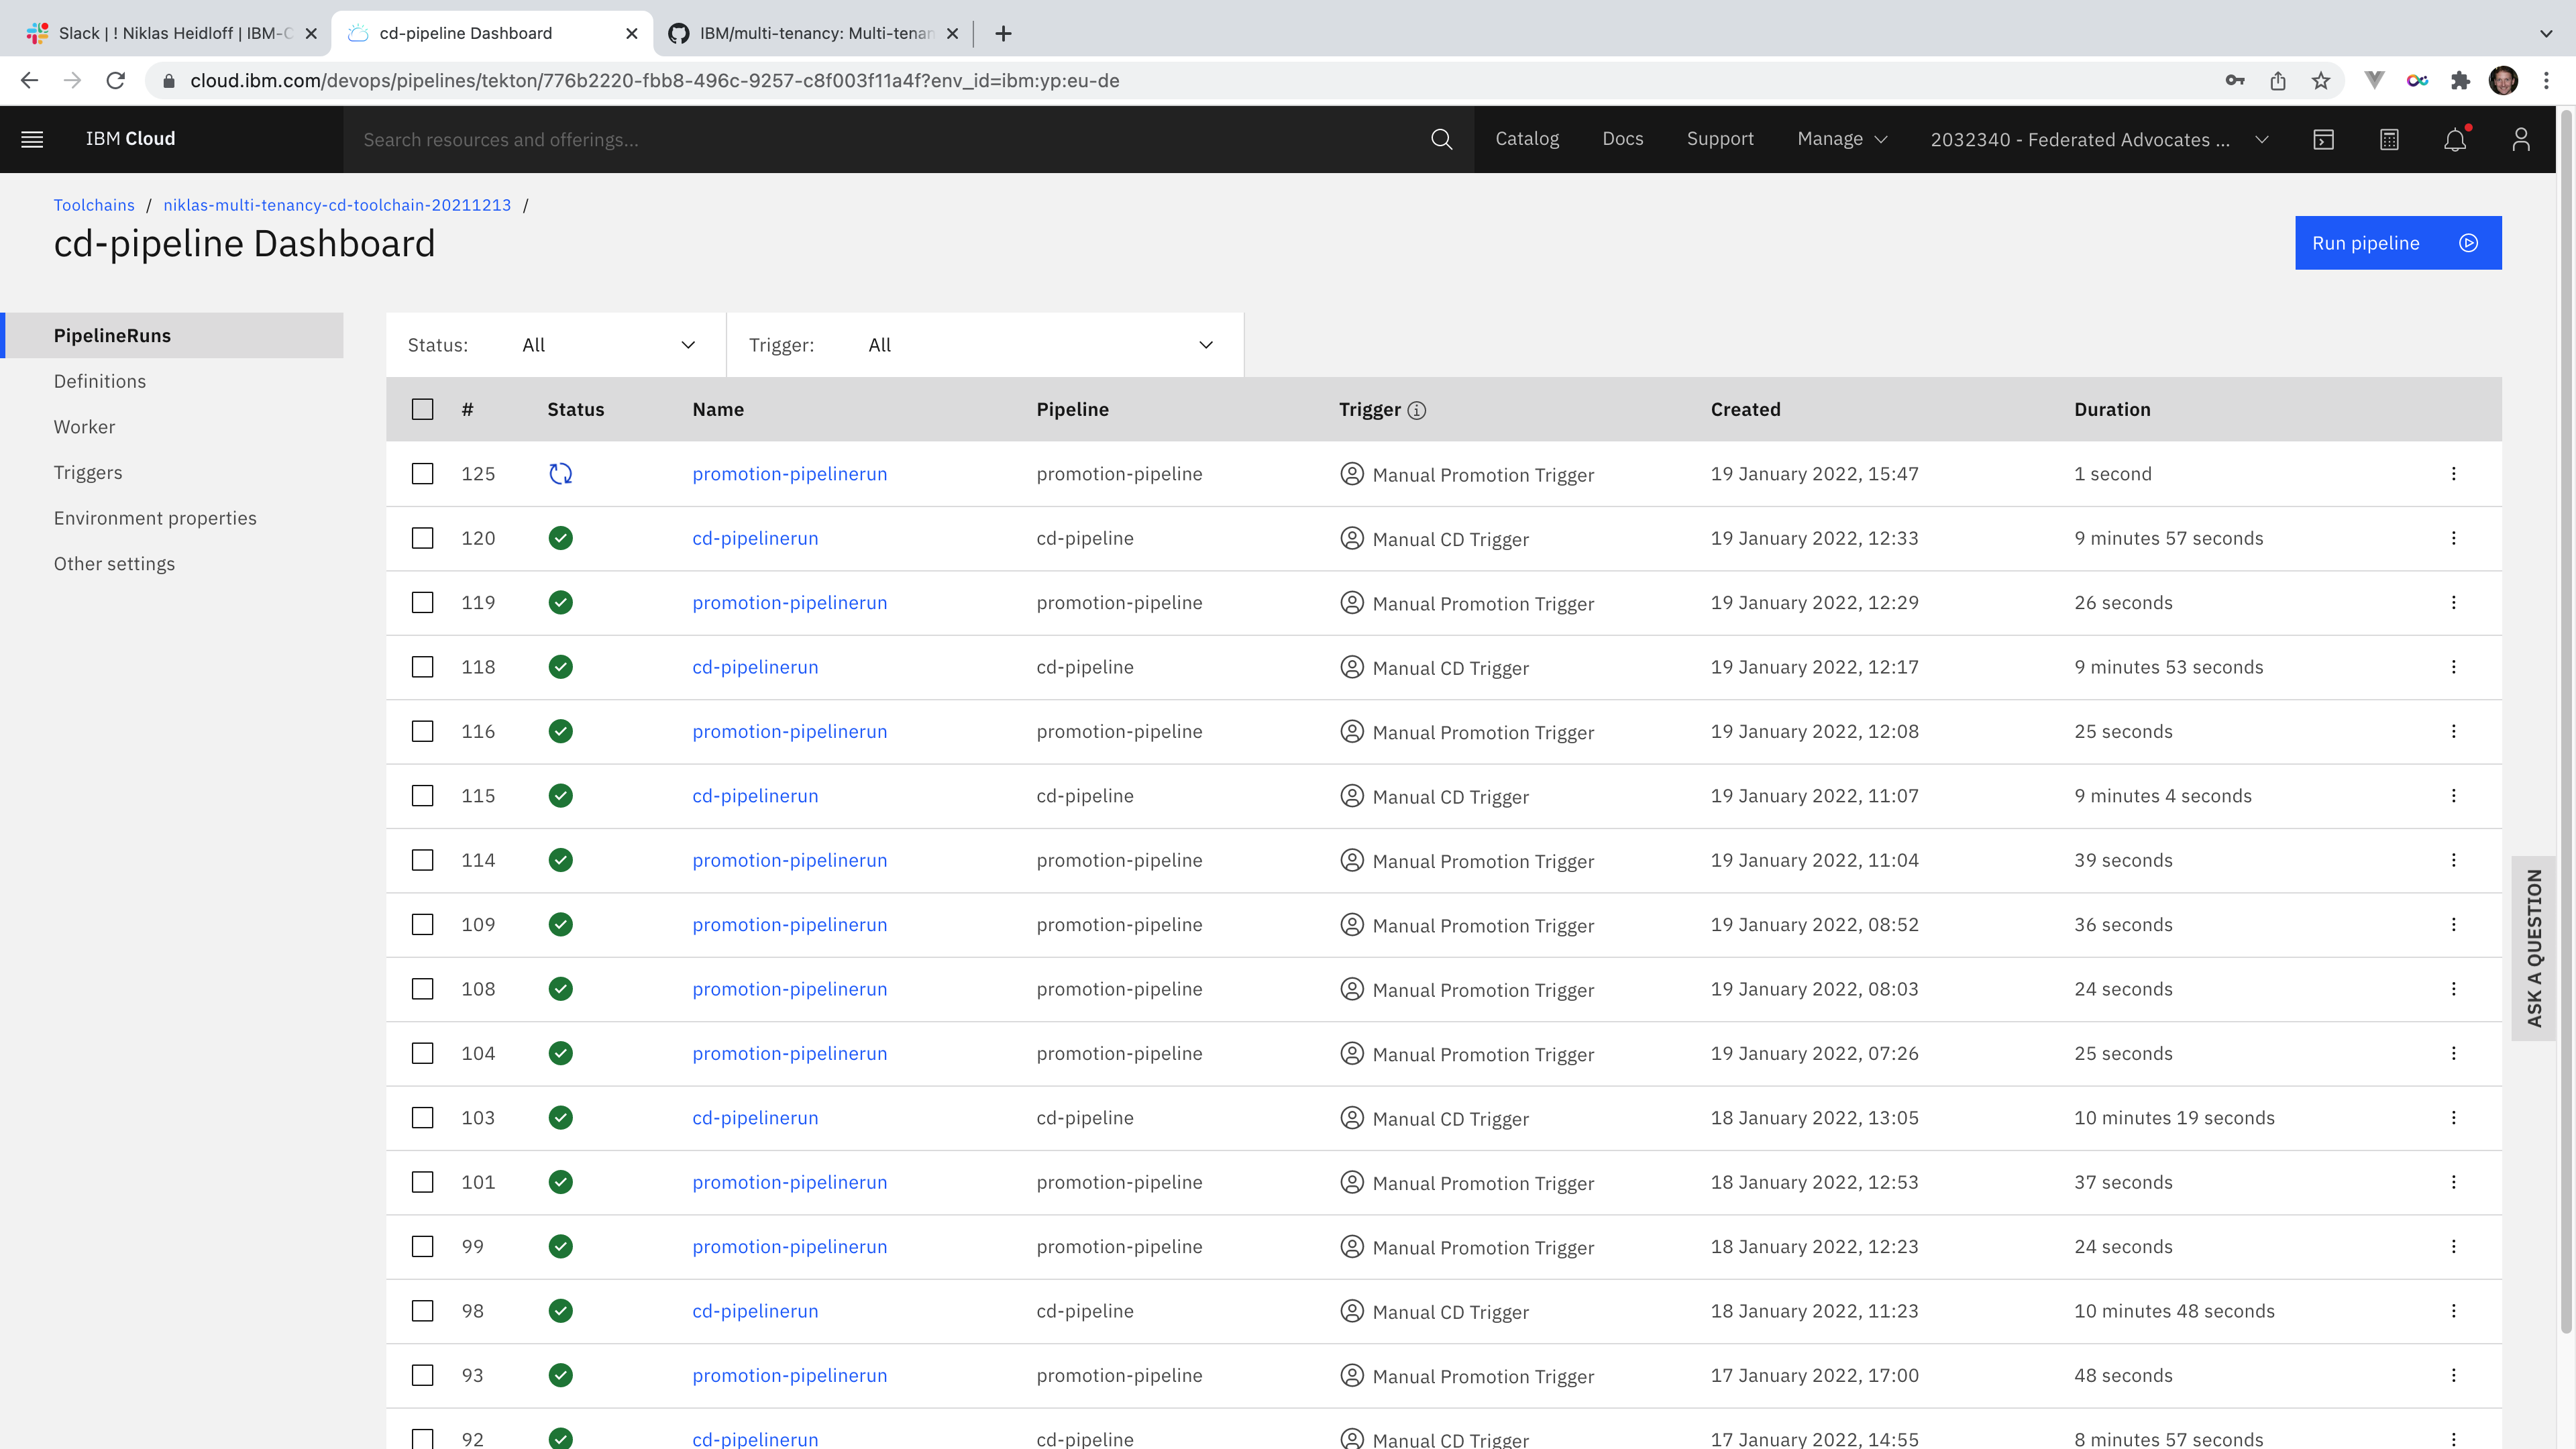 Slack | ! Niklas Heidloff | IBM-C
cd-pipeline Dashboard
IBM/multi-tenancy: Multi-tenan
cloud.ibm.com/devops/pipelines/tekton/776b2220-fbb8-496c-9257-c8f003f11a4f?env_id=ibm:yp:eu-de
IBM Cloud
Search resources and offerings...
Catalog
Docs
Support
Manage
2032340 - Federated Advocates ...
Toolchains / niklas-multi-tenancy-cd-toolchain-20211213 /
cd-pipeline Dashboard
Run pipeline
PipelineRuns
Definitions
Worker
Triggers
Environment properties
Other settings
Status: All
Trigger: All
# Status Name Pipeline Trigger Created Duration
125 promotion-pipelinerun promotion-pipeline Manual Promotion Trigger 19 January 2022, 15:47 1 second
120 cd-pipelinerun cd-pipeline Manual CD Trigger 19 January 2022, 12:33 9 minutes 57 seconds
119 promotion-pipelinerun promotion-pipeline Manual Promotion Trigger 19 January 2022, 12:29 26 seconds
118 cd-pipelinerun cd-pipeline Manual CD Trigger 19 January 2022, 12:17 9 minutes 53 seconds
116 promotion-pipelinerun promotion-pipeline Manual Promotion Trigger 19 January 2022, 12:08 25 seconds
115 cd-pipelinerun cd-pipeline Manual CD Trigger 19 January 2022, 11:07 9 minutes 4 seconds
114 promotion-pipelinerun promotion-pipeline Manual Promotion Trigger 19 January 2022, 11:04 39 seconds
109 promotion-pipelinerun promotion-pipeline Manual Promotion Trigger 19 January 2022, 08:52 36 seconds
108 promotion-pipelinerun promotion-pipeline Manual Promotion Trigger 19 January 2022, 08:03 24 seconds
104 promotion-pipelinerun promotion-pipeline Manual Promotion Trigger 19 January 2022, 07:26 25 seconds
103 cd-pipelinerun cd-pipeline Manual CD Trigger 18 January 2022, 13:05 10 minutes 19 seconds
101 promotion-pipelinerun promotion-pipeline Manual Promotion Trigger 18 January 2022, 12:53 37 seconds
99 promotion-pipelinerun promotion-pipeline Manual Promotion Trigger 18 January 2022, 12:23 24 seconds
98 cd-pipelinerun cd-pipeline Manual CD Trigger 18 January 2022, 11:23 10 minutes 48 seconds
93 promotion-pipelinerun promotion-pipeline Manual Promotion Trigger 17 January 2022, 17:00 48 seconds
92 cd-pipelinerun cd-pipeline Manual CD Trigger 17 January 2022, 14:55 8 minutes 57 seconds
ASK A QUESTION